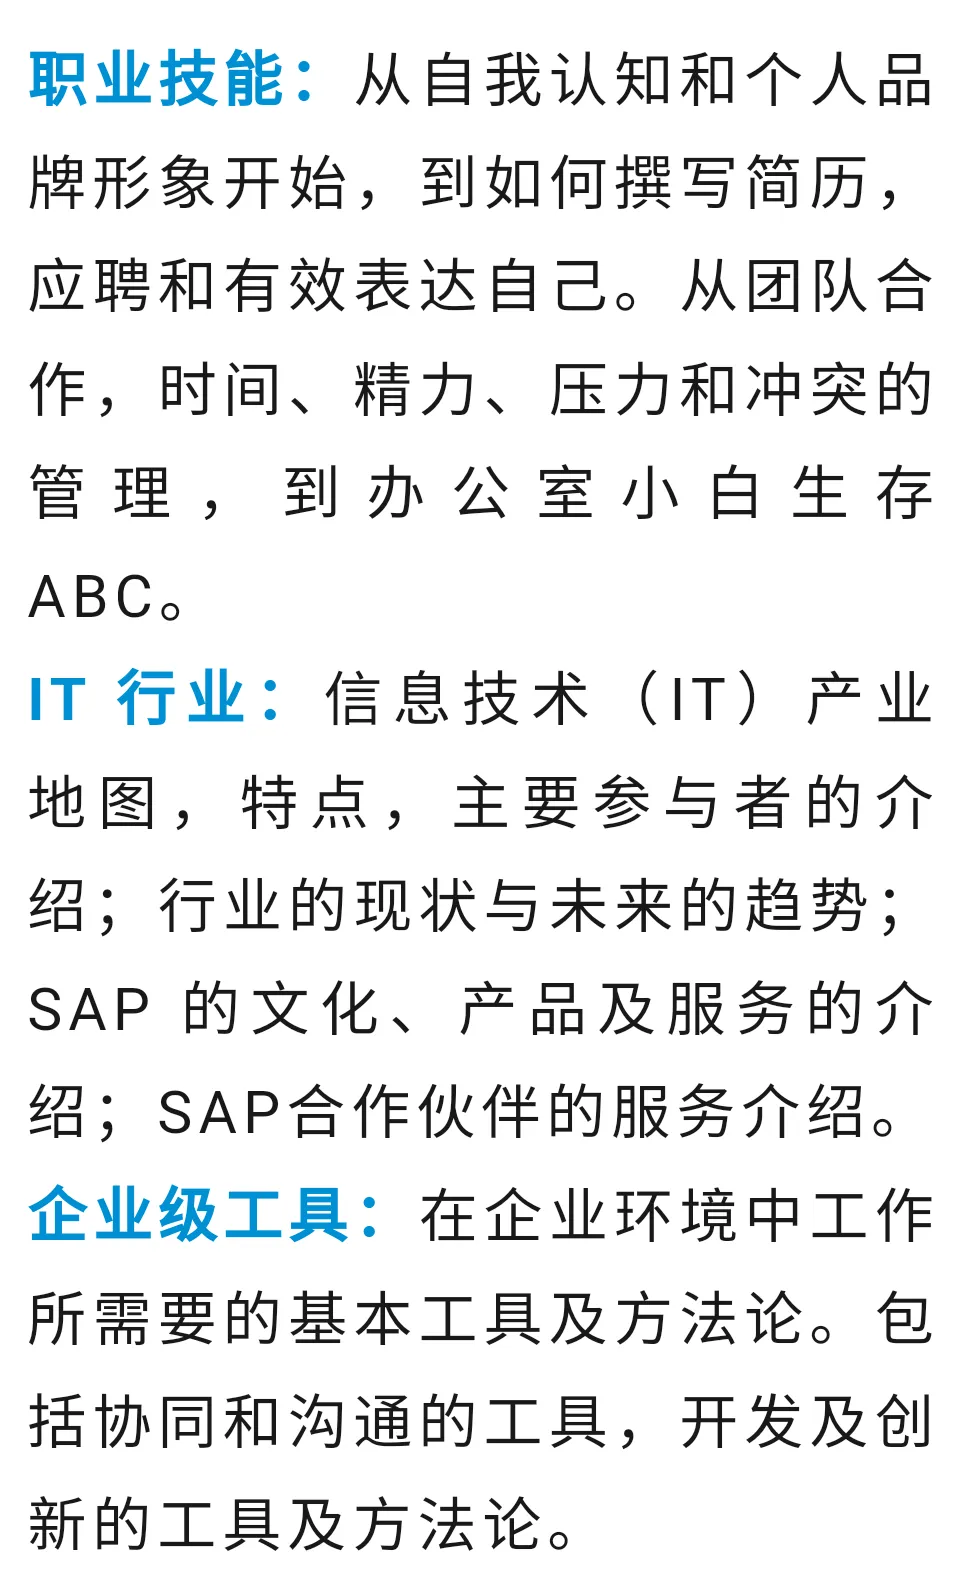 职业技能：从自我认知和个人品
牌形象开始，到如何撰写简历，
应聘和有效表达自己。从团队合
作，时间、精力、压力和冲突的
管理，到办公室小白生存
ABC。
IT 行业：信息技术（IT）产业
地图，特点，主要参与者的介
绍；行业的现状与未来的趋势；
SAP 的文化、产品及服务的介
绍；SAP合作伙伴的服务介绍。
企业级工具：在企业环境中工作
所需要的基本工具及方法论。包
括协同和沟通的工具，开发及创
新的工具及方法论。